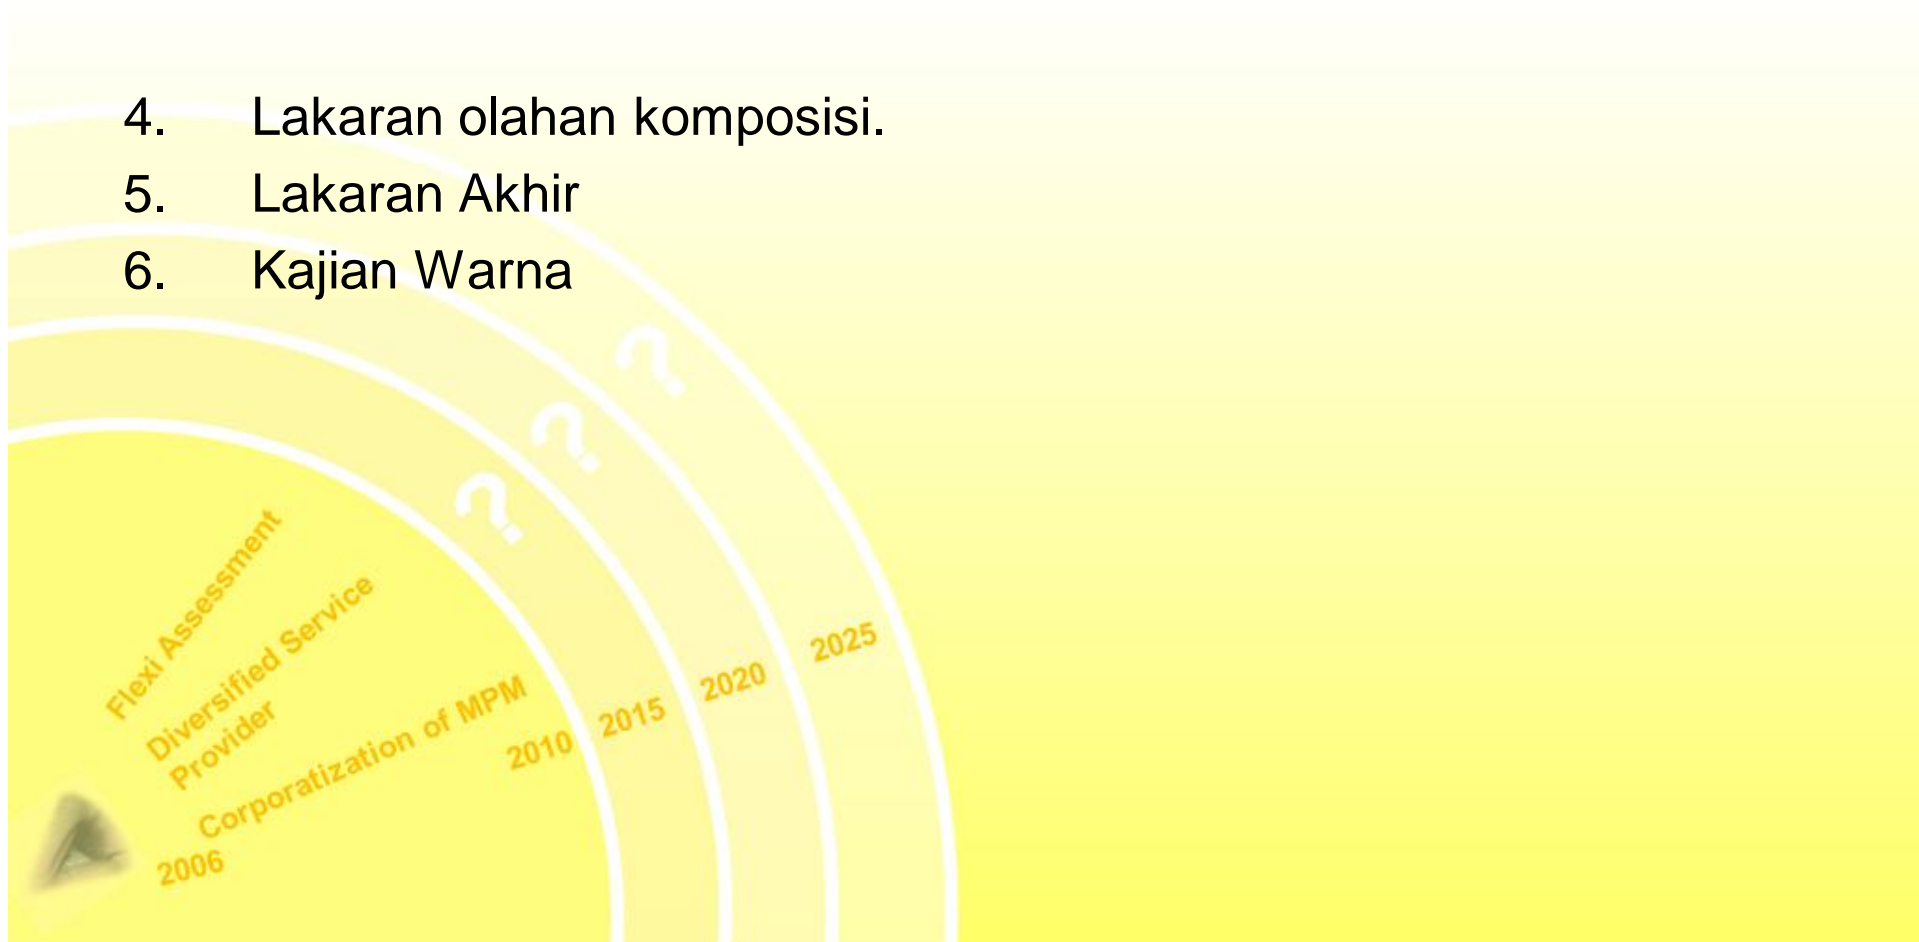 4. Lakaran olahan komposisi.
5. Lakaran Akhir
6. Kajian Warna
?
?
?
Flexi Assessment
Diversified Service
Provider
Corporatization of MPM
2006
2010
2015
2020
2025